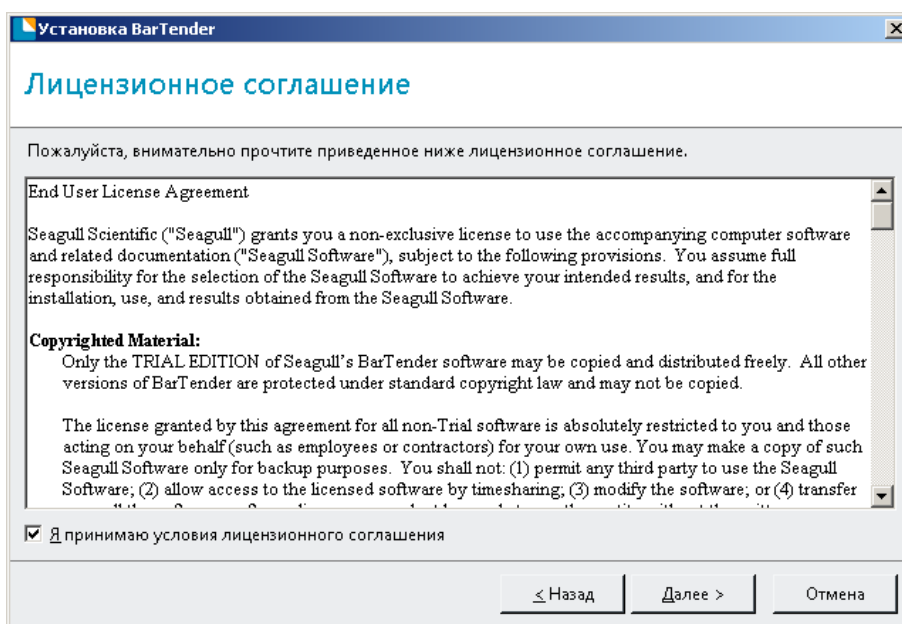 Установка BarTender
Лицензионное соглашение
Пожалуйста, внимательно прочтите приведенное ниже лицензионное соглашение.
End User License Agreement
Seagull Scientific ("Seagull") grants you a non-exclusive license to use the accompanying computer software
and related documentation ("Seagull Software"), subject to the following provisions.  You assume full
responsibility for the selection of the Seagull Software to achieve your intended results, and for the
installation, use, and results obtained from the Seagull Software.
Copyrighted Material:
Only the TRIAL EDITION of Seagull's BarTender software may be copied and distributed freely.  All other
versions of BarTender are protected under standard copyright law and may not be copied.
The license granted by this agreement for all non-Trial software is absolutely restricted to you and those
acting on your behalf (such as employees or contractors) for your own use. You may make a copy of such
Seagull Software only for backup purposes.  You shall not: (1) permit any third party to use the Seagull
Software; (2) allow access to the licensed software by timesharing; (3) modify the software; or (4) transfer
Я принимаю условия лицензионного соглашения
< Назад
Далее >
Отмена